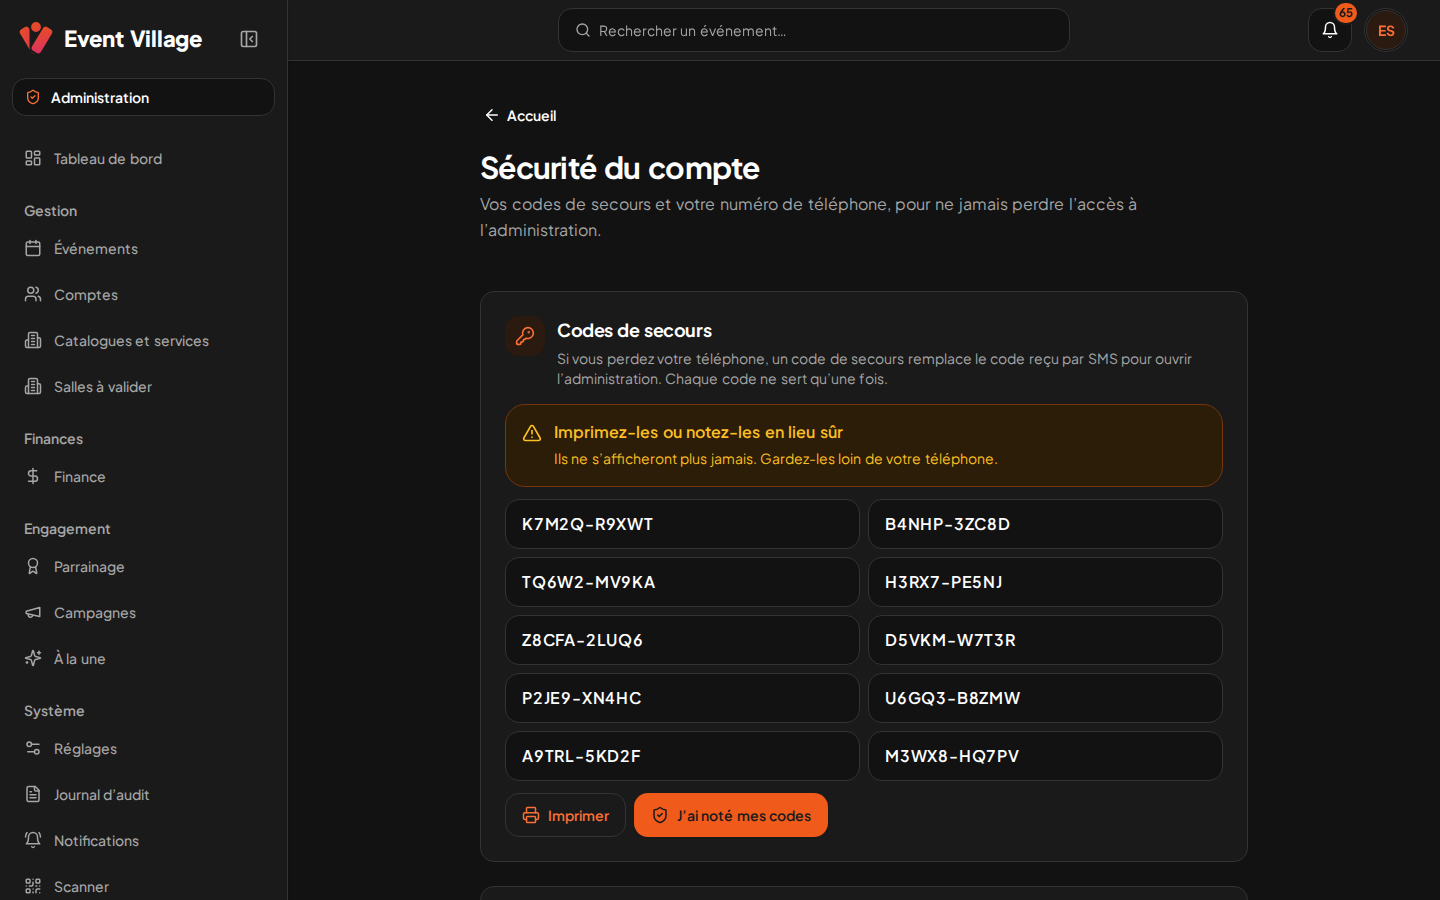 Event Village
Rechercher un événement...
65
ES
Administration
Accueil
Tableau de bord
Sécurité du compte
Vos codes de secours et votre numéro de téléphone, pour ne jamais perdre l'accès à
l'administration.
Gestion
Événements
Comptes
Catalogues et services
Salles à valider
Finances
Finance
Engagement
Parrainage
Campagnes
À la une
Système
Réglages
Journal d'audit
Notifications
Scanner
Codes de secours
Si vous perdez votre téléphone, un code de secours remplace le code reçu par SMS pour ouvrir
l'administration. Chaque code ne sert qu'une fois.
Imprimez-les ou notez-les en lieu sûr
Ils ne s'afficheront plus jamais. Gardez-les loin de votre téléphone.
K7M2Q-R9XWT
B4NHP-3ZC8D
TQ6W2-MV9KA
H3RX7-PE5NJ
Z8CFA-2LUQ6
D5VKM-W7T3R
P2JE9-XN4HC
U6GQ3-B8ZMW
A9TRL-5KD2F
M3WX8-HQ7PV
Imprimer
J'ai noté mes codes